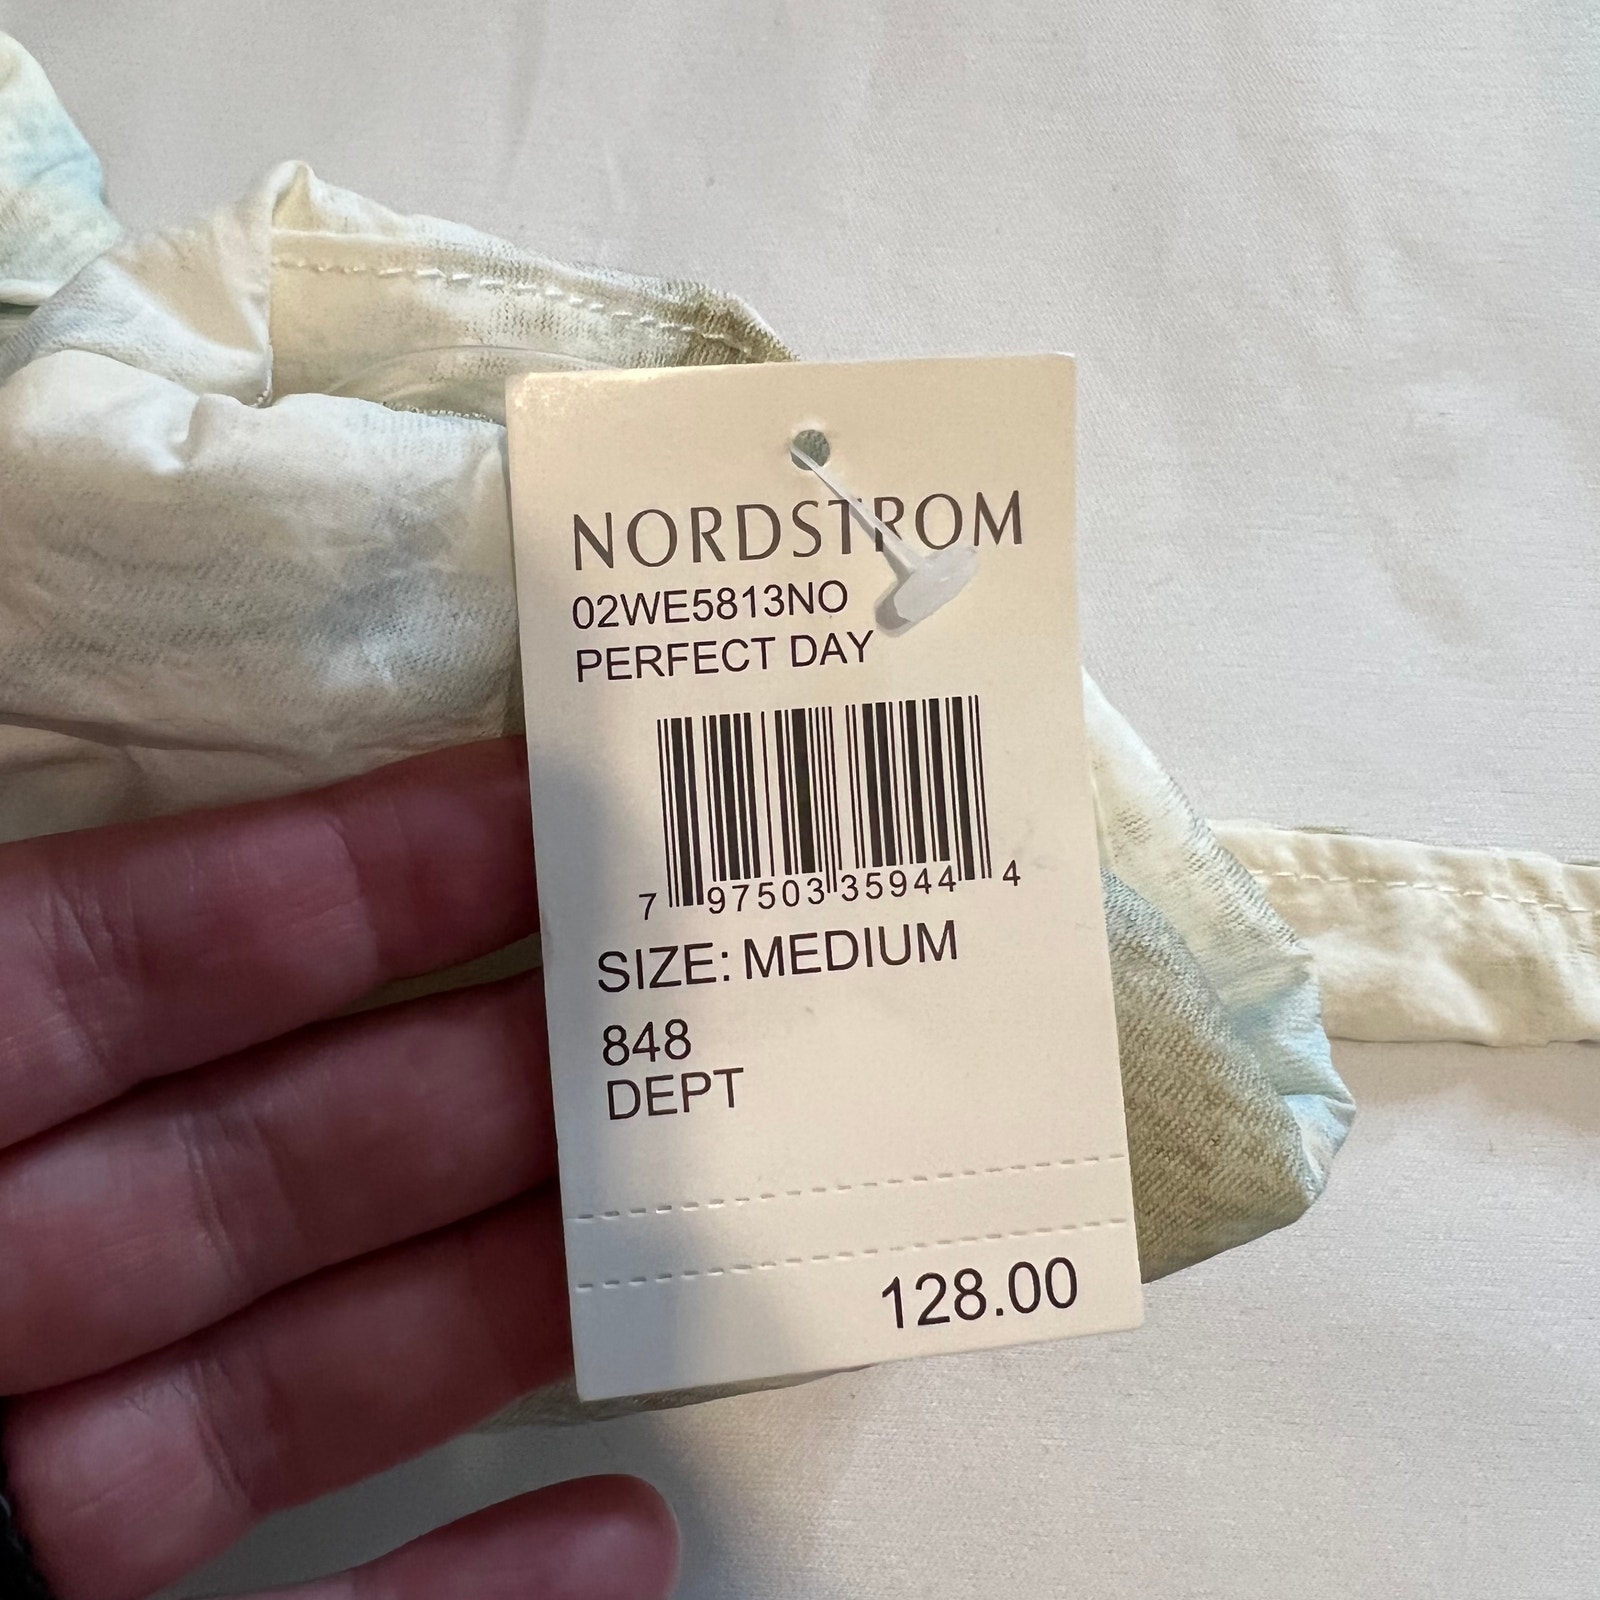 NORDSTROM
02WE5813NO
PERFECT DAY
7 97503 35944 4
SIZE: MEDIUM
848
DEPT
128.00